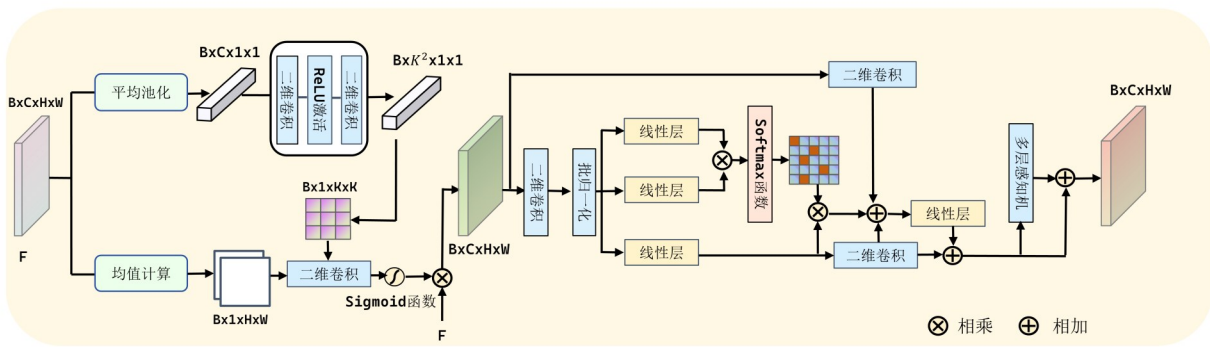 BxCxHxW
F
平均池化
BxCx1x1
二维卷积
ReLU激活
二维卷积
BxK²x1x1
Bx1xKxK
均值计算
Bx1xHxW
二维卷积
Sigmoid函数
F
BxCxHxW
二维卷积
批归一化
线性层
线性层
线性层
Softmax函数
二维卷积
二维卷积
线性层
多层感知机
BxCxHxW
相乘
相加